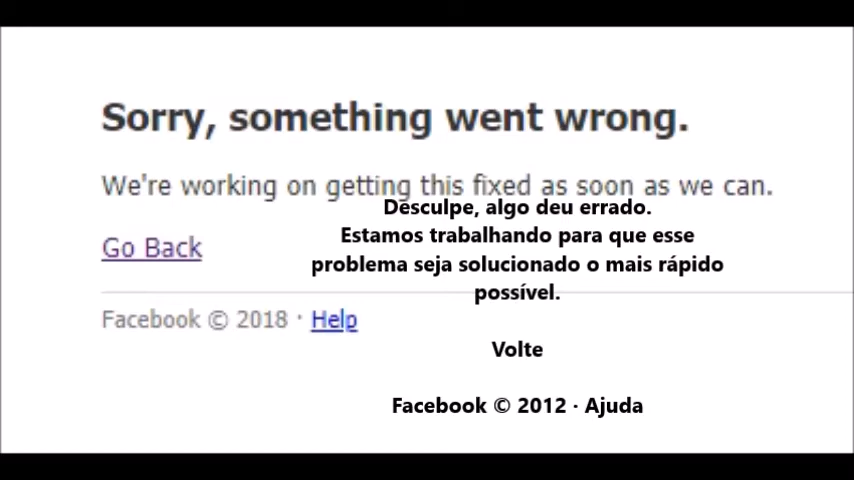 Sorry, something went wrong.
We're working on getting this fixed as soon as we can.
Go Back
Facebook © 2018 · Help
Desculpe, algo deu errado.
Estamos trabalhando para que esse
problema seja solucionado o mais rápido
possível.
Volte
Facebook © 2012 · Ajuda